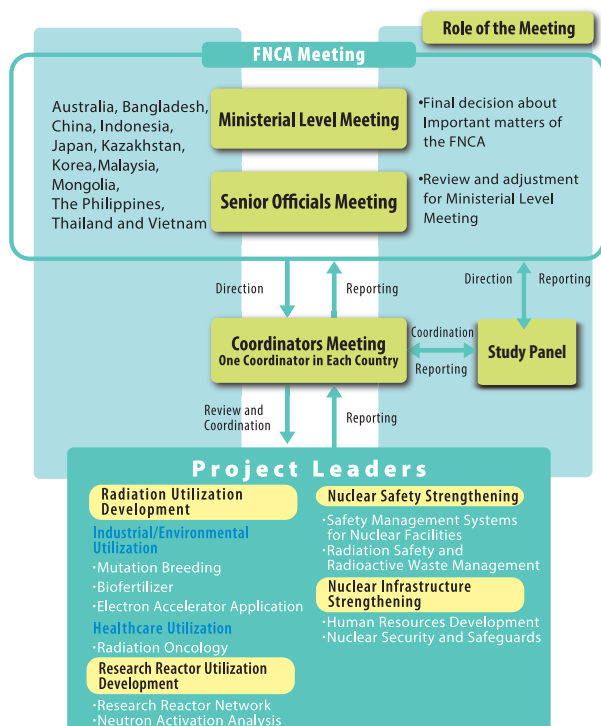 Role of the Meeting
FNCA Meeting
Australia, Bangladesh,
China, Indonesia,
Japan, Kazakhstan,
Korea,Malaysia,
Mongolia,
The Philippines,
Thailand and Vietnam
Ministerial Level Meeting
•Final decision about
Important matters of
the FNCA
Senior Officials Meeting
•Review and adjustment
for Ministerial Level
Meeting
Direction
Reporting
Direction
Reporting
Coordinators Meeting
One Coordinator in Each Country
Coordination
Reporting
Study Panel
Review and
Coordination
Reporting
Project Leaders
Radiation Utilization
Development
Industrial/Environmental
Utilization
·Mutation Breeding
·Biofertilizer
·Electron Accelerator Application
Healthcare Utilization
·Radiation Oncology
Research Reactor Utilization
Development
·Research Reactor Network
·Neutron Activation Analysis
Nuclear Safety Strengthening
·Safety Management Systems
for Nuclear Facilities
·Radiation Safety and
Radioactive Waste Management
Nuclear Infrastructure
Strengthening
·Human Resources Development
·Nuclear Security and Safeguards